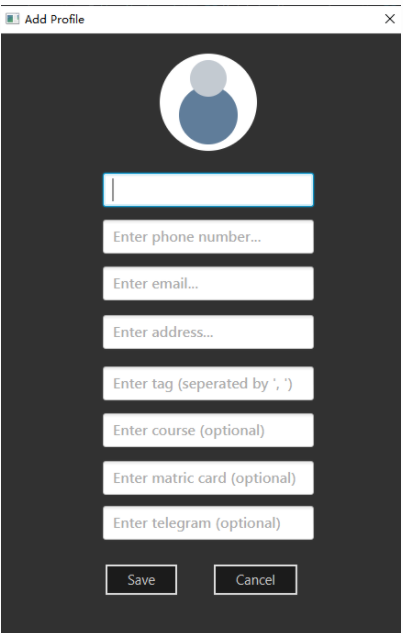 Add Profile
Enter phone number...
Enter email...
Enter address...
Enter tag (seperated by ', ')
Enter course (optional)
Enter matric card (optional)
Enter telegram (optional)
Save
Cancel